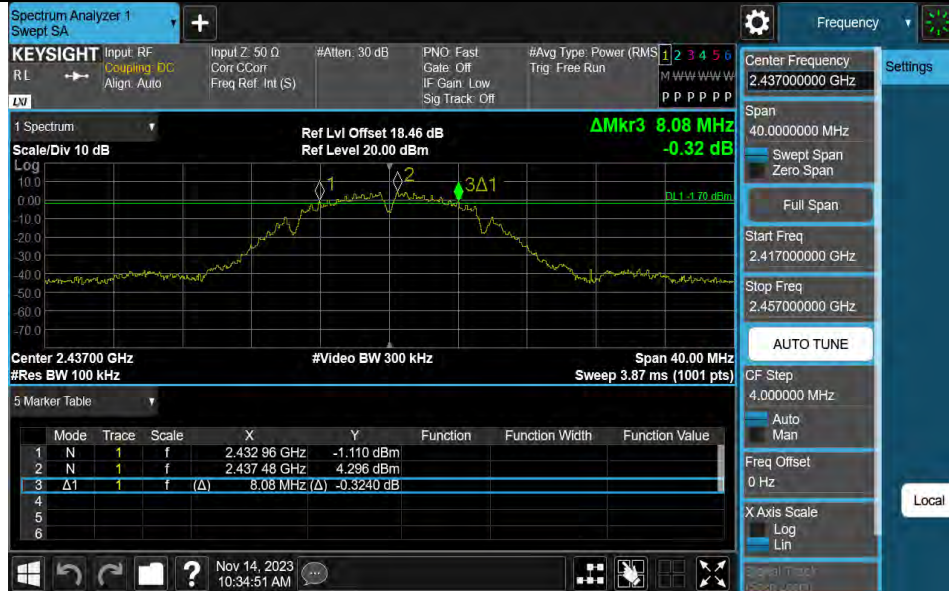 Spectrum Analyzer 1
Swept SA
Frequency
KEYSIGHT
RL
LXI
Input: RF
Coupling: DC
Align: Auto
Input Z: 50 Ω
Corr CCorr
Freq Ref: Int (S)
#Atten: 30 dB
PNO: Fast
Gate: Off
IF Gain: Low
Sig Track: Off
#Avg Type: Power (RMS
Trig: Free Run
1 2 3 4 5 6
M W W W W W
P P P P P P
1 Spectrum
Scale/Div 10 dB
Ref Lvl Offset 18.46 dB
Ref Level 20.00 dBm
ΔMkr3 8.08 MHz
-0.32 dB
Log
10.0
0.00
-10.0
-20.0
-30.0
-40.0
-50.0
-60.0
-70.0
1
2
3Δ1
DL1 -1.70 dBm
Center 2.43700 GHz
#Video BW 300 kHz
Span 40.00 MHz
#Res BW 100 kHz
Sweep 3.87 ms (1001 pts)
5 Marker Table
Mode Trace Scale X Y Function Function Width Function Value
1 N 1 f 2.432 96 GHz -1.110 dBm
2 N 1 f 2.437 48 GHz 4.296 dBm
3 Δ1 1 f (Δ) 8.08 MHz (Δ) -0.3240 dB
4
5
6
?
Nov 14, 2023
10:34:51 AM
Center Frequency
2.437000000 GHz
Settings
Span
40.0000000 MHz
Swept Span
Zero Span
Full Span
Start Freq
2.417000000 GHz
Stop Freq
2.457000000 GHz
AUTO TUNE
CF Step
4.000000 MHz
Auto
Man
Freq Offset
0 Hz
Local
X Axis Scale
Log
Lin
Signal Track
(Span Zoom)